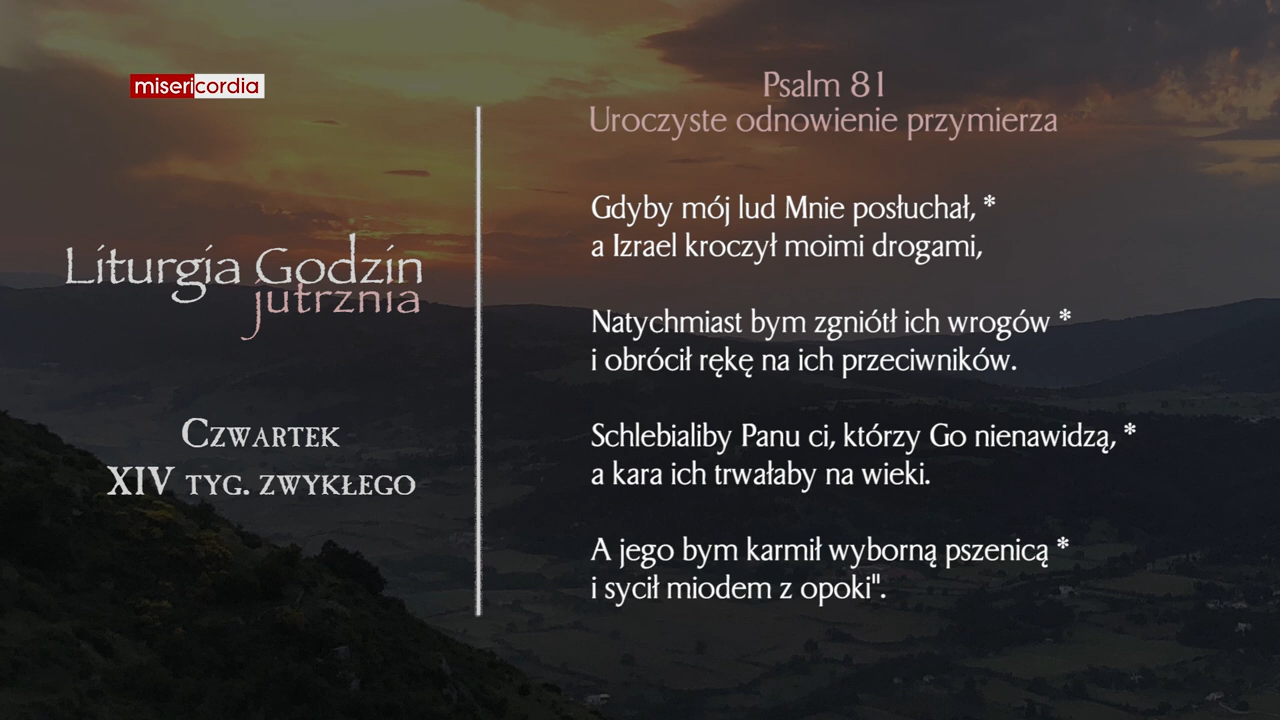 misericordia
Liturgia Godzin
jutrznia
Czwartek
XIV tyg. zwykłego
Psalm 81
Uroczyste odnowienie przymierza
Gdyby mój lud Mnie posłuchał, *
a Izrael kroczył moimi drogami,
Natychmiast bym zgniótł ich wrogów *
i obrócił rękę na ich przeciwników.
Schlebialiby Panu ci, którzy Go nienawidzą, *
a kara ich trwałaby na wieki.
A jego bym karmił wyborną pszenicą *
i sycił miodem z opoki".